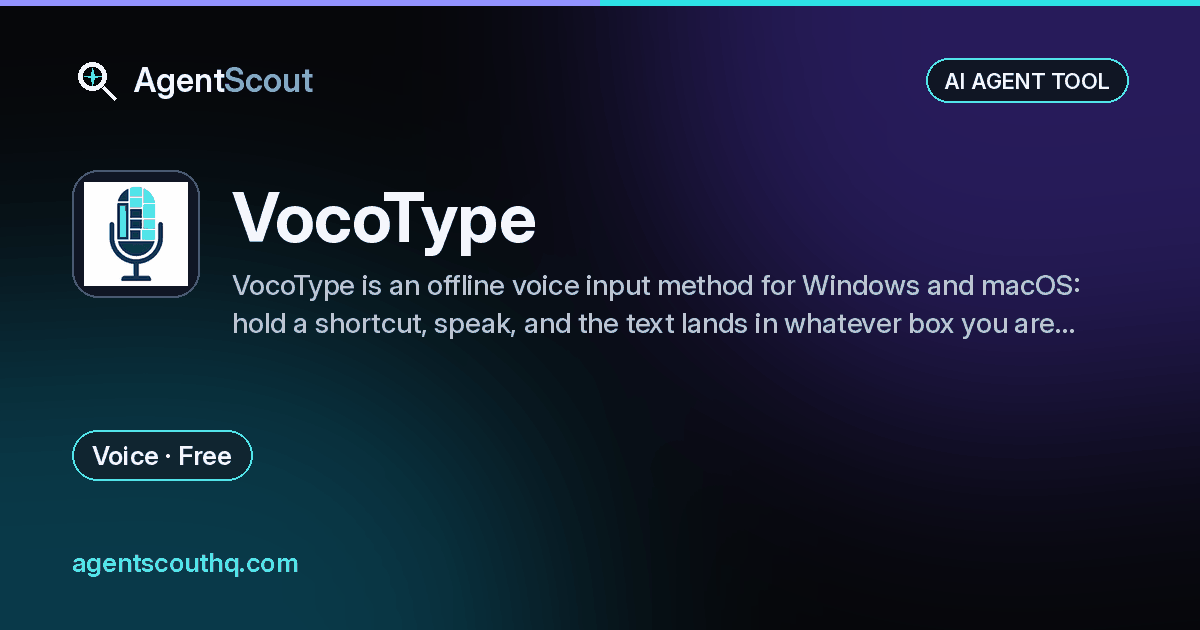 AgentScout
AI AGENT TOOL
VocoType
VocoType is an offline voice input method for Windows and macOS:
hold a shortcut, speak, and the text lands in whatever box you are...
Voice · Free
agentscouthq.com